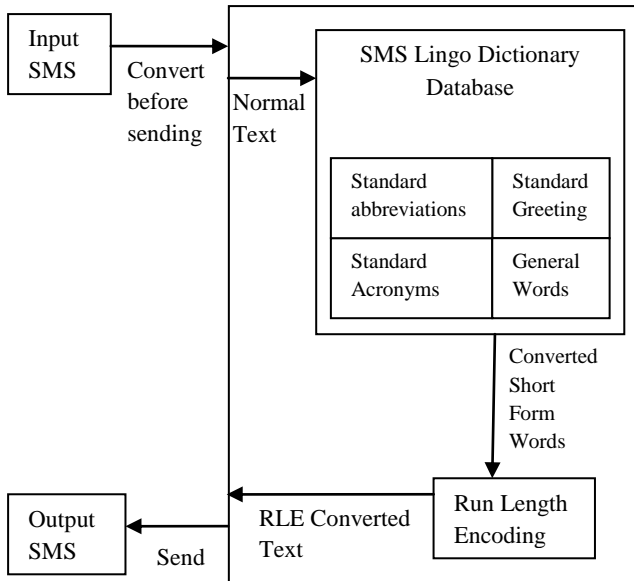 Input
SMS
Convert
before
sending
Normal
Text
SMS Lingo Dictionary
Database
Standard
abbreviations
Standard
Greeting
Standard
Acronyms
General
Words
Converted
Short
Form
Words
Run Length
Encoding
RLE Converted
Text
Send
Output
SMS